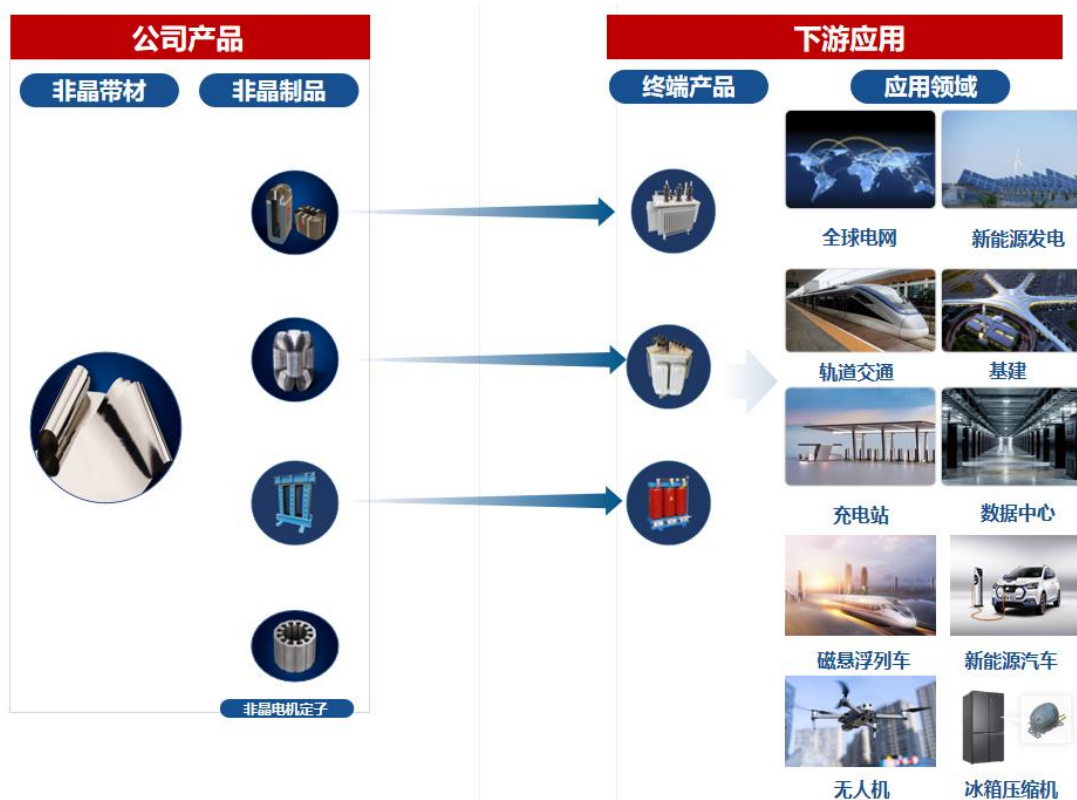 公司产品
下游应用
非晶带材
非晶制品
终端产品
应用领域
全球电网
新能源发电
轨道交通
基建
充电站
数据中心
磁悬浮列车
新能源汽车
非晶电机定子
无人机
冰箱压缩机